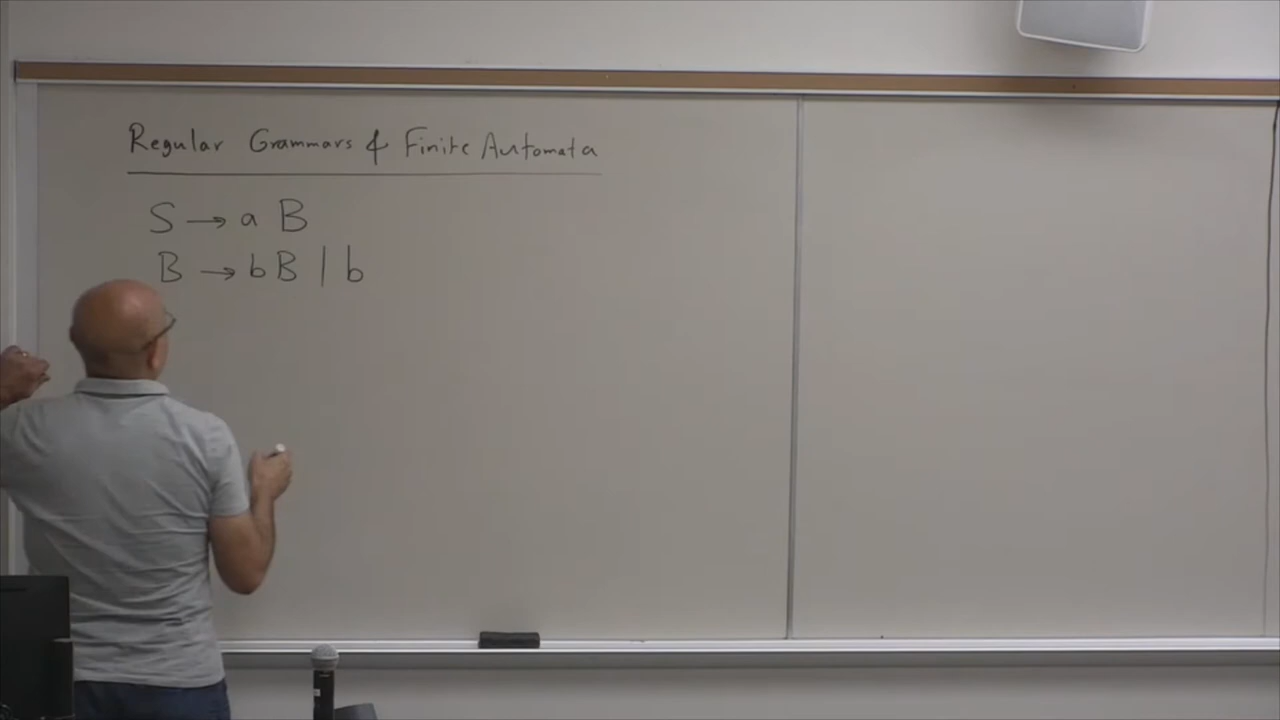 Regular Grammars & Finite Automata
S → a B
B → b B | b